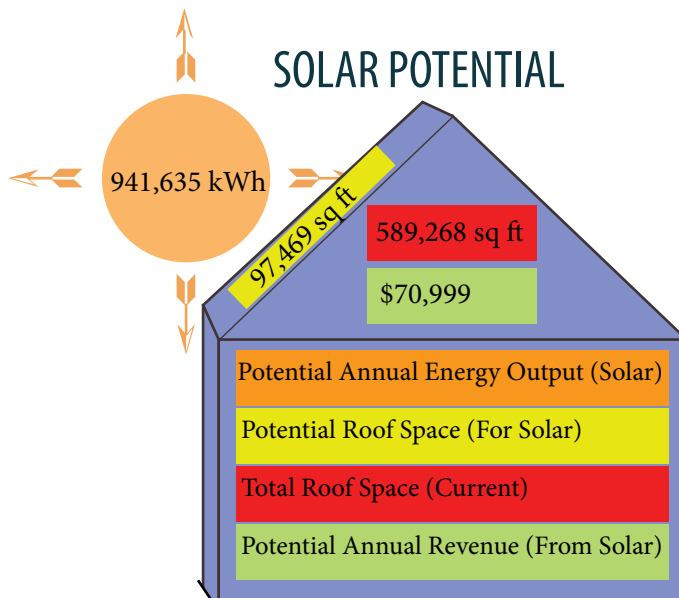 SOLAR POTENTIAL
941,635 kWh
97,469 sq ft
589,268 sq ft
$70,999
Potential Annual Energy Output (Solar)
Potential Roof Space (For Solar)
Total Roof Space (Current)
Potential Annual Revenue (From Solar)